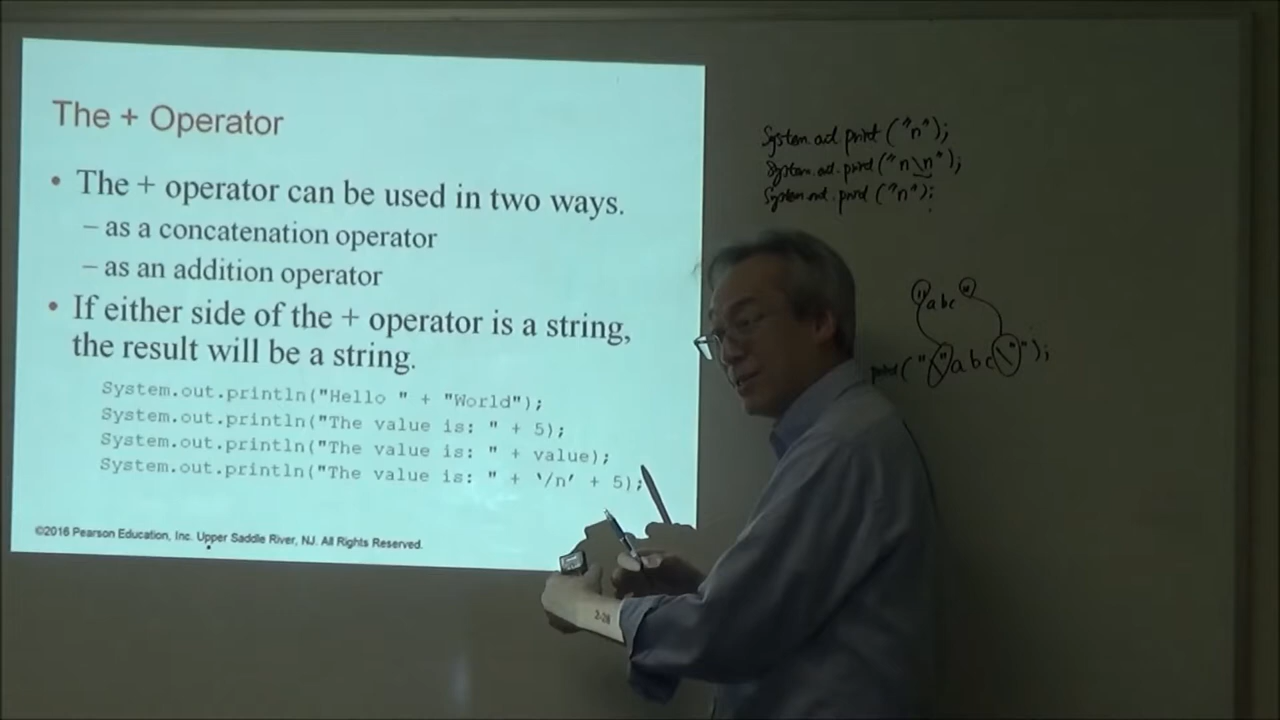 The + Operator
• The + operator can be used in two ways.
– as a concatenation operator
– as an addition operator
• If either side of the + operator is a string,
the result will be a string.
System.out.println("Hello " + "World");
System.out.println("The value is: " + 5);
System.out.println("The value is: " + value);
System.out.println("The value is: " + ‘/n’ + 5);
©2016 Pearson Education, Inc. Upper Saddle River, NJ. All Rights Reserved.
2-28
System.out.print("n");
System.out.print("n\n");
System.out.print("n");
"abc"
print("\"abc\"");